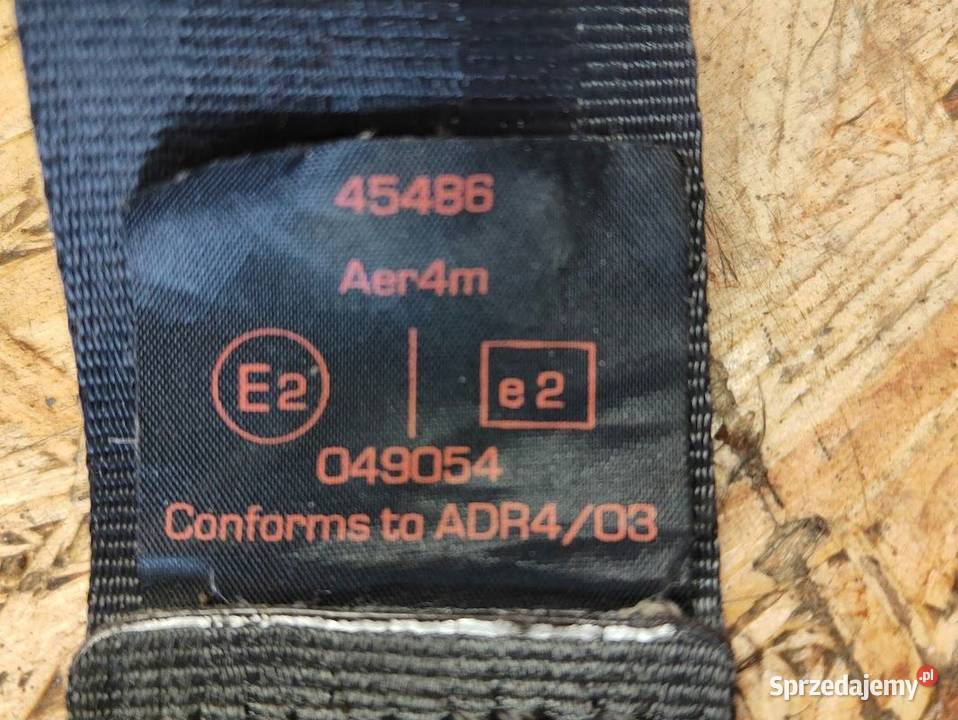 45486
Aer4m
E2 | e2
049054
Conforms to ADR4/03
Sprzedajemy.pl